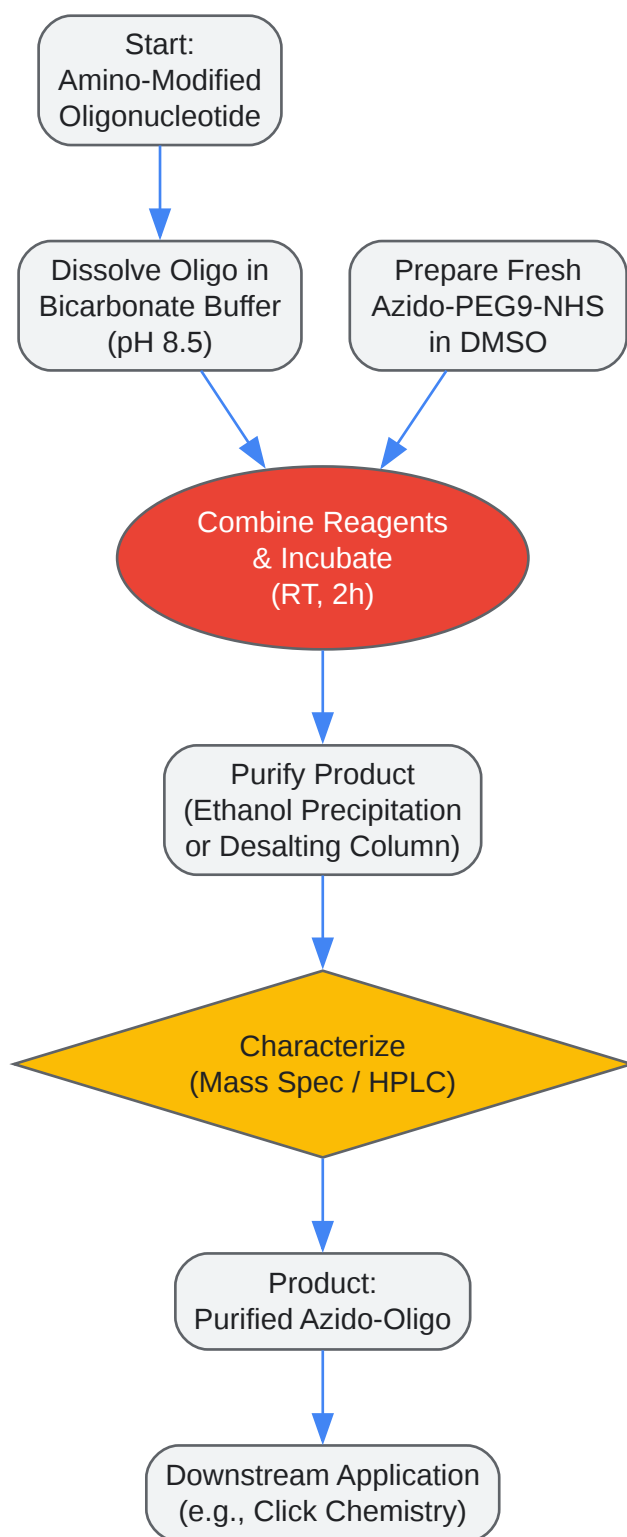 Start:
Amino-Modified
Oligonucleotide
Dissolve Oligo in
Bicarbonate Buffer
(pH 8.5)
Prepare Fresh
Azido-PEG9-NHS
in DMSO
Combine Reagents
& Incubate
(RT, 2h)
Purify Product
(Ethanol Precipitation
or Desalting Column)
Characterize
(Mass Spec / HPLC)
Product:
Purified Azido-Oligo
Downstream Application
(e.g., Click Chemistry)